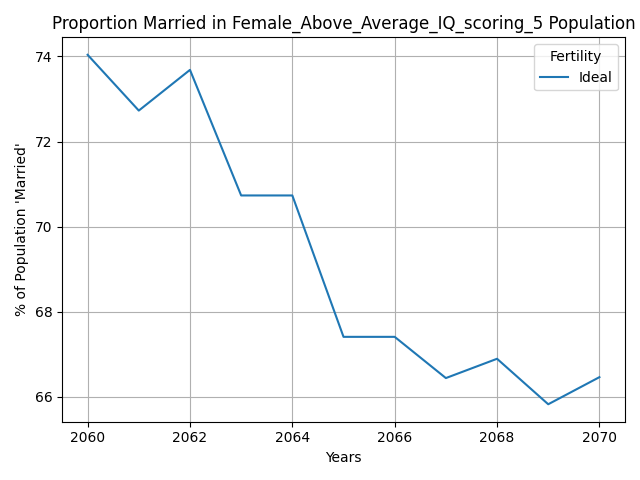 Proportion Married in Female_Above_Average_IQ_scoring_5 Population
Fertility
Ideal
% of Population 'Married'
74
72
70
68
66
2060 2062 2064 2066 2068 2070
Years